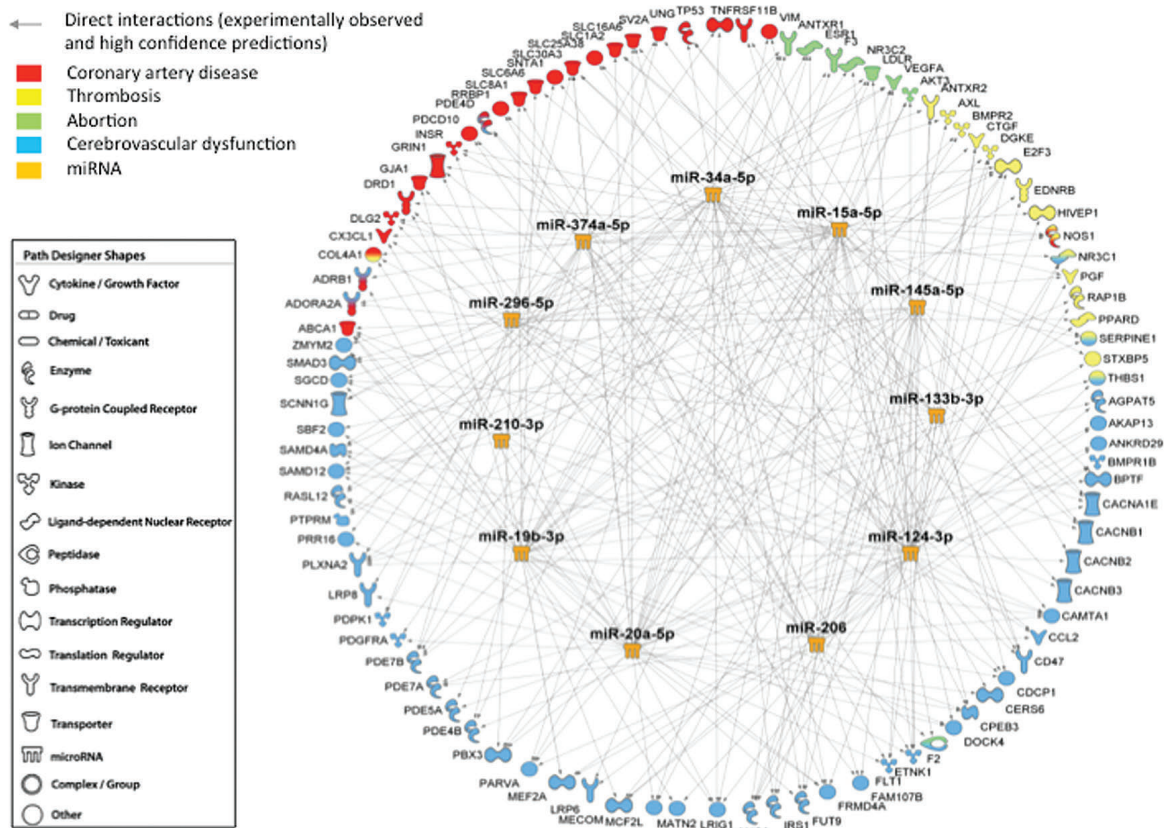 Direct interactions (experimentally observed
and high confidence predictions)
Coronary artery disease
Thrombosis
Abortion
Cerebrovascular dysfunction
miRNA
Path Designer Shapes
Cytokine / Growth Factor
Drug
Chemical / Toxicant
Enzyme
G-protein Coupled Receptor
Ion Channel
Kinase
Ligand-dependent Nuclear Receptor
Peptidase
Phosphatase
Transcription Regulator
Translation Regulator
Transmembrane Receptor
Transporter
microRNA
Complex / Group
Other
miR-34a-5p
miR-15a-5p
miR-145a-5p
miR-133b-3p
miR-124-3p
miR-206
miR-20a-5p
miR-19b-3p
miR-210-3p
miR-296-5p
miR-374a-5p
TNFRSF11B
VIM
ANTXR1
ESR1
F3
NR3C2
LDLR
VEGFA
AKT3
ANTXR2
AXL
BMPR2
CTGF
DGKE
E2F3
EDNRB
HIVEP1
NOS1
NR3C1
PGF
RAP1B
PPARD
SERPINE1
STXBP5
THBS1
AGPAT5
AKAP13
ANKRD29
BMPR1B
BPTF
CACNA1E
CACNB1
CACNB2
CACNB3
CAMTA1
CCL2
CD47
CDCP1
CERS6
CPEB3
DOCK4
F2
ETNK1
FLT1
FAM107B
FRMD4A
FUT9
IRS1
LRIG1
MATN2
MCF2L
MECOM
LRP6
MEF2A
PARVA
PBX3
PDE4B
PDE5A
PDE7A
PDE7B
PDGFRA
PDPK1
LRP8
PLXNA2
PRR16
PTPRM
RASL12
SAMD12
SAMD4A
SBF2
SCNN1G
SGCD
SMAD3
ZMYM2
ABCA1
ADORA2A
ADRB1
COL4A1
CX3CL1
DLG2
DRD1
GJA1
GRIN1
INSR
PDCD10
PDE4D
RRBP1
SLC8A1
SLC6A6
SNTA1
SLC30A3
SLC25A38
SLC1A2
SLC16A6
SV2A
UNG
TP53